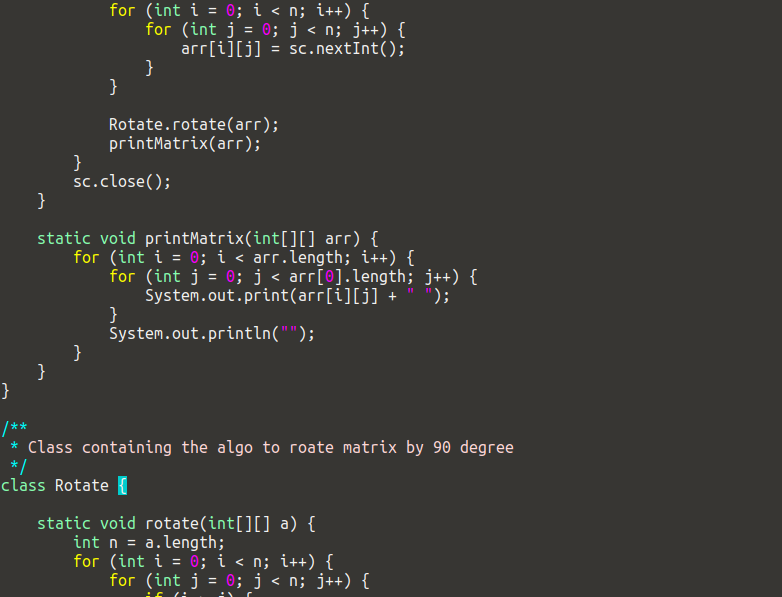 for (int i = 0; i < n; i++) {
for (int j = 0; j < n; j++) {
arr[i][j] = sc.nextInt();
}
}
Rotate.rotate(arr);
printMatrix(arr);
}
sc.close();
}
static void printMatrix(int[][] arr) {
for (int i = 0; i < arr.length; i++) {
for (int j = 0; j < arr[0].length; j++) {
System.out.print(arr[i][j] + " ");
}
System.out.println("");
}
}
}
/**
* Class containing the algo to roate matrix by 90 degree
*/
class Rotate {
static void rotate(int[][] a) {
int n = a.length;
for (int i = 0; i < n; i++) {
for (int j = 0; j < n; j++) {